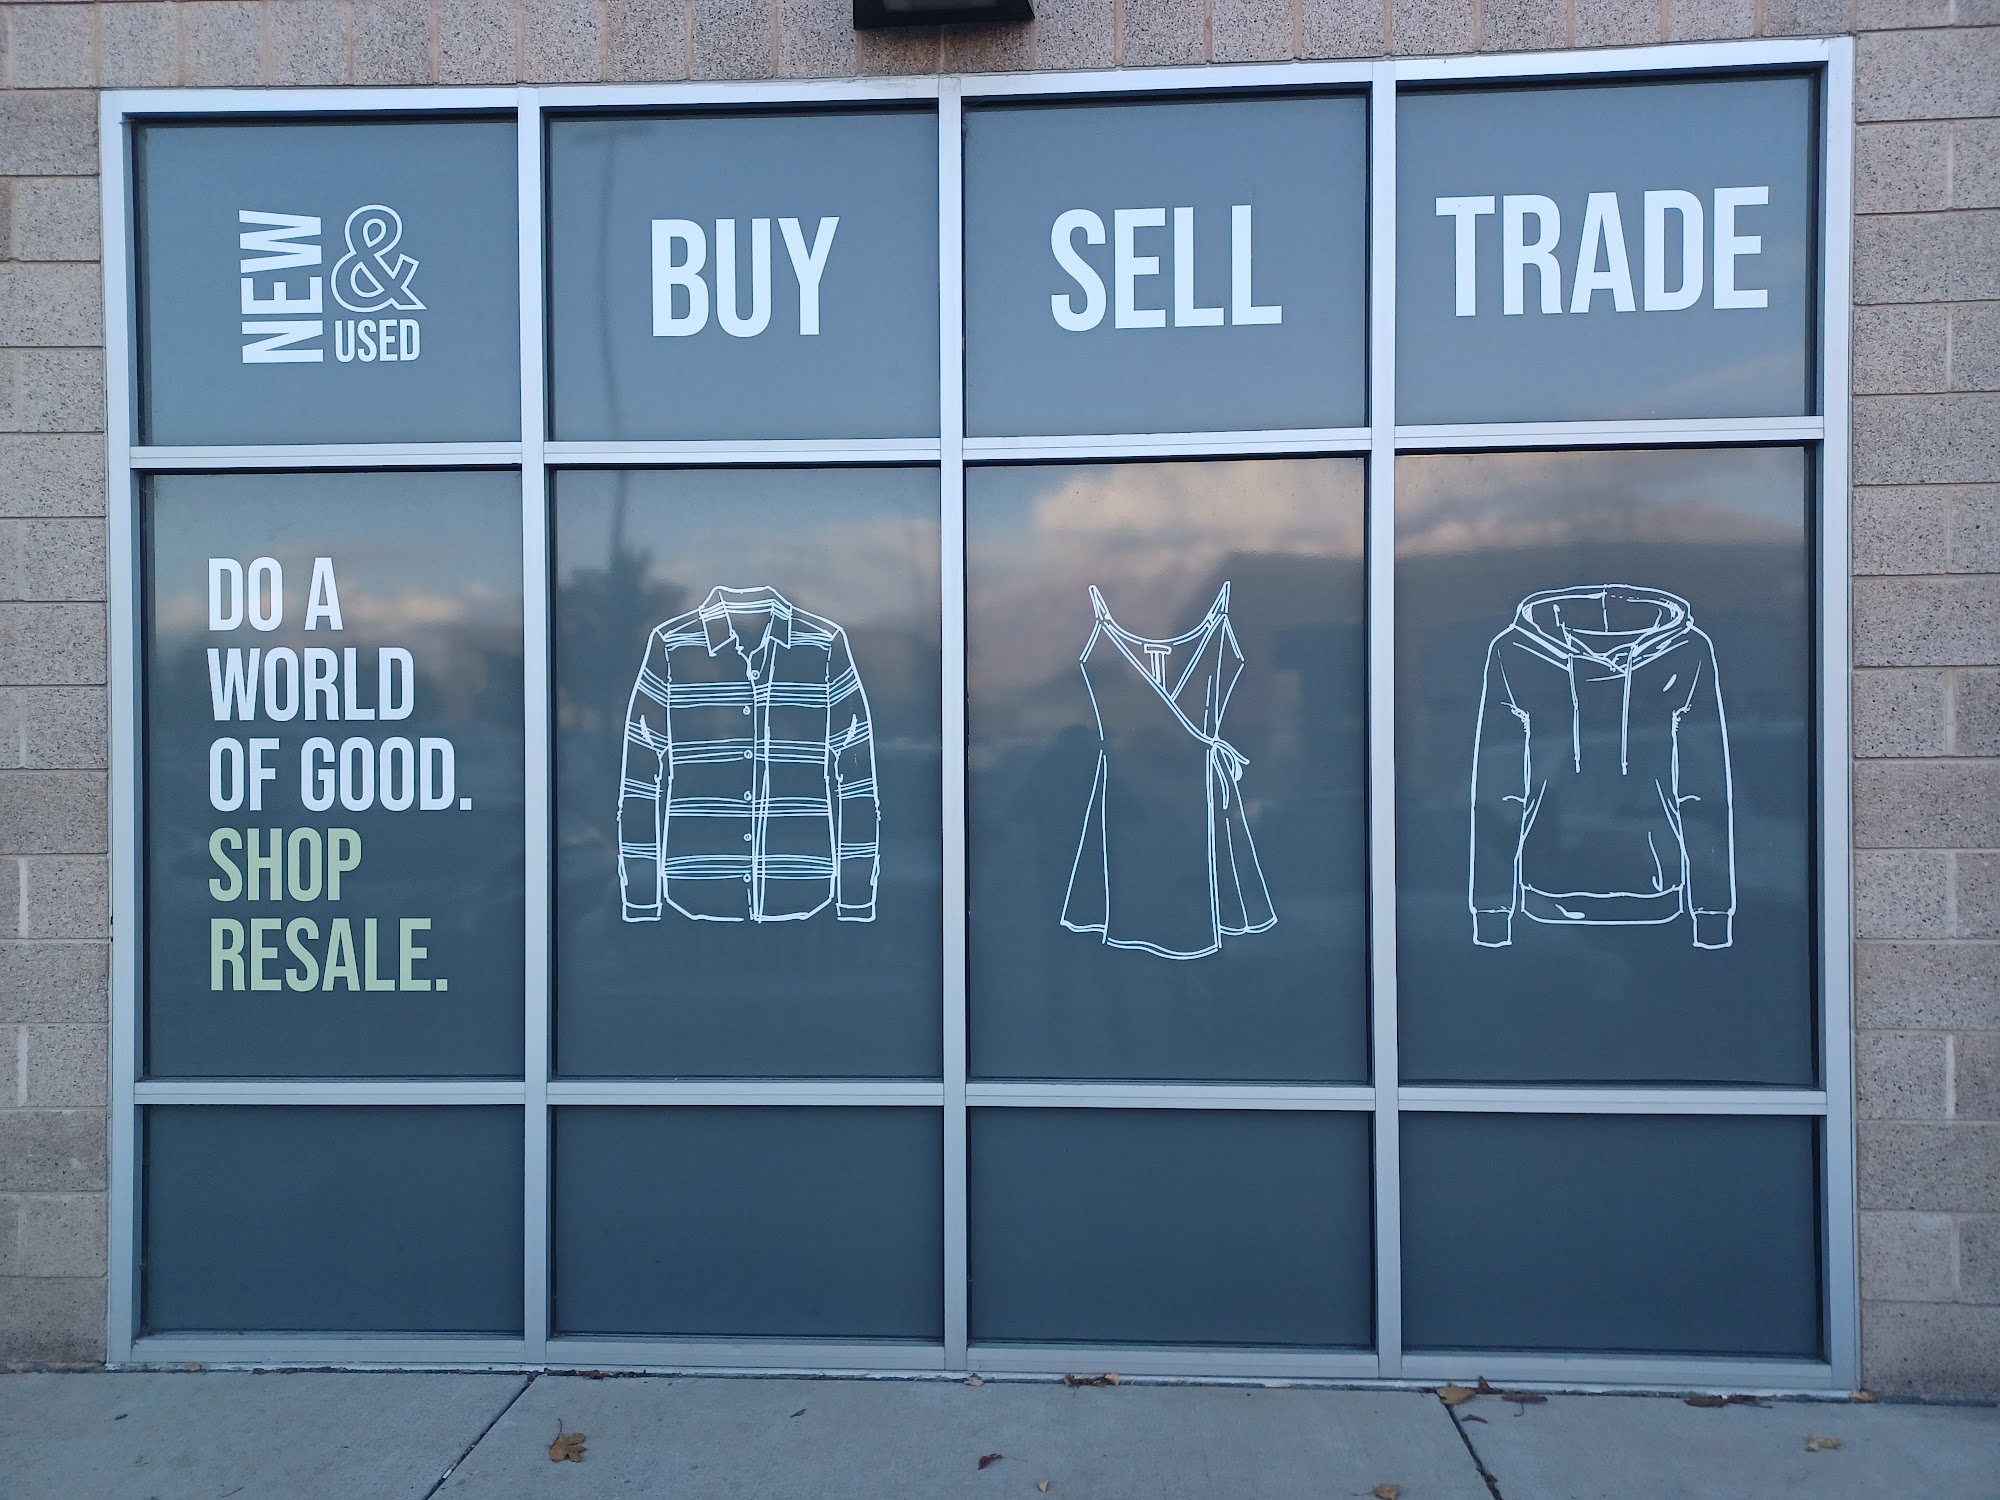 NEW & USED
BUY
SELL
TRADE
DO A
WORLD
OF GOOD.
SHOP
RESALE.